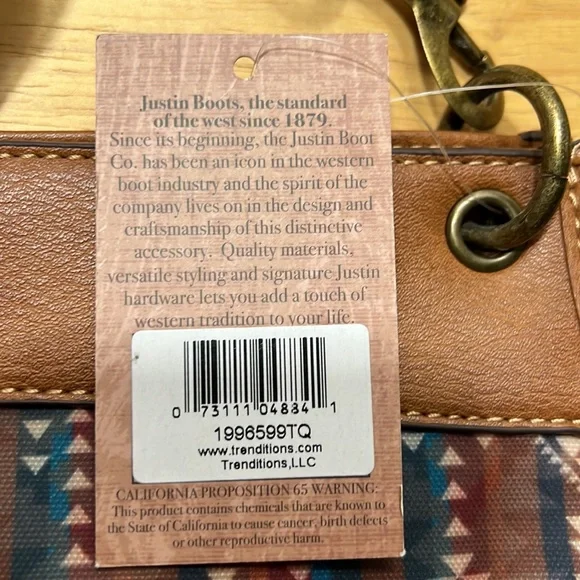 Justin Boots, the standard
of the west since 1879.
Since its beginning, the Justin Boot
Co. has been an icon in the western
boot industry and the spirit of the
company lives on in the design and
craftsmanship of this distinctive
accessory. Quality materials,
versatile styling and signature Justin
hardware lets you add a touch of
western tradition to your life.
0 73111 04884 1
1996599TQ
www.trenditions.com
Trenditions,LLC
CALIFORNIA PROPOSITION 65 WARNING:
This product contains chemicals that are known to
the State of California to cause cancer, birth defects
or other reproductive harm.